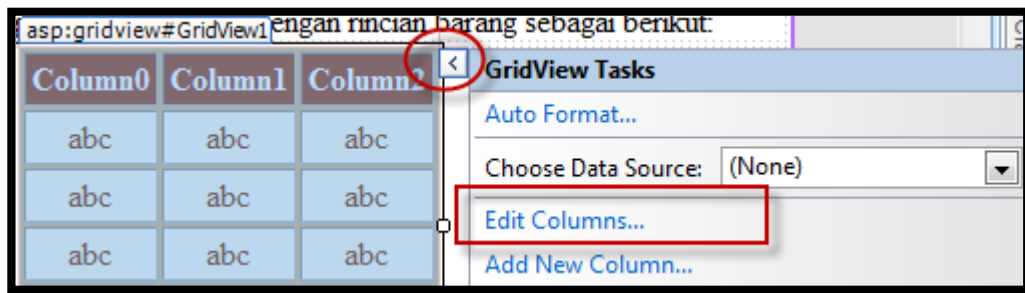 asp:gridview#GridView1 engan rincian barang sebagai berikut:
Column0 Column1 Column2
abc abc abc
abc abc abc
abc abc abc
<
GridView Tasks
Auto Format...
Choose Data Source: (None)
Edit Columns...
Add New Column...